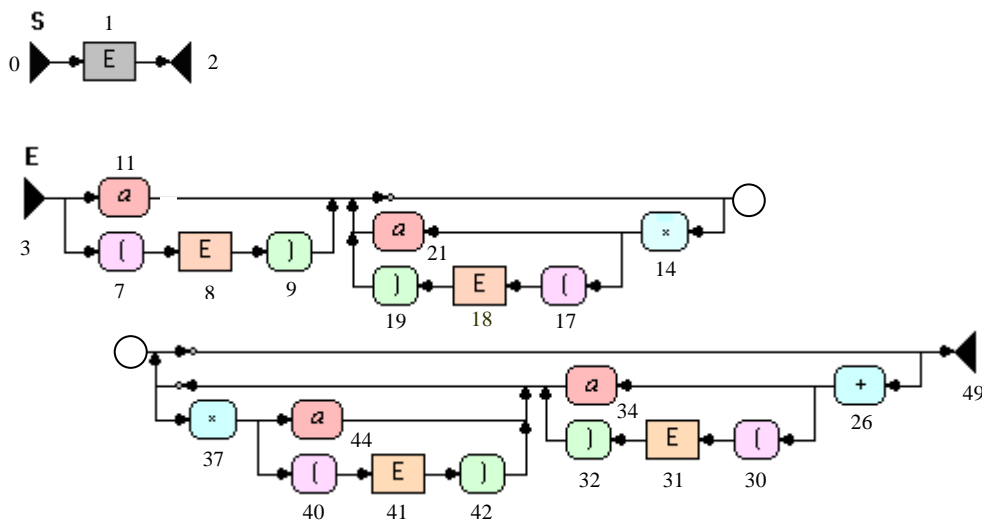 S
1
0 E 2
E
11
a
3
( E ) a *
7 8 9 21 14
) E (
19 18 17
49
a +
34 26
* a ) E (
37 44 32 31 30
( E )
40 41 42